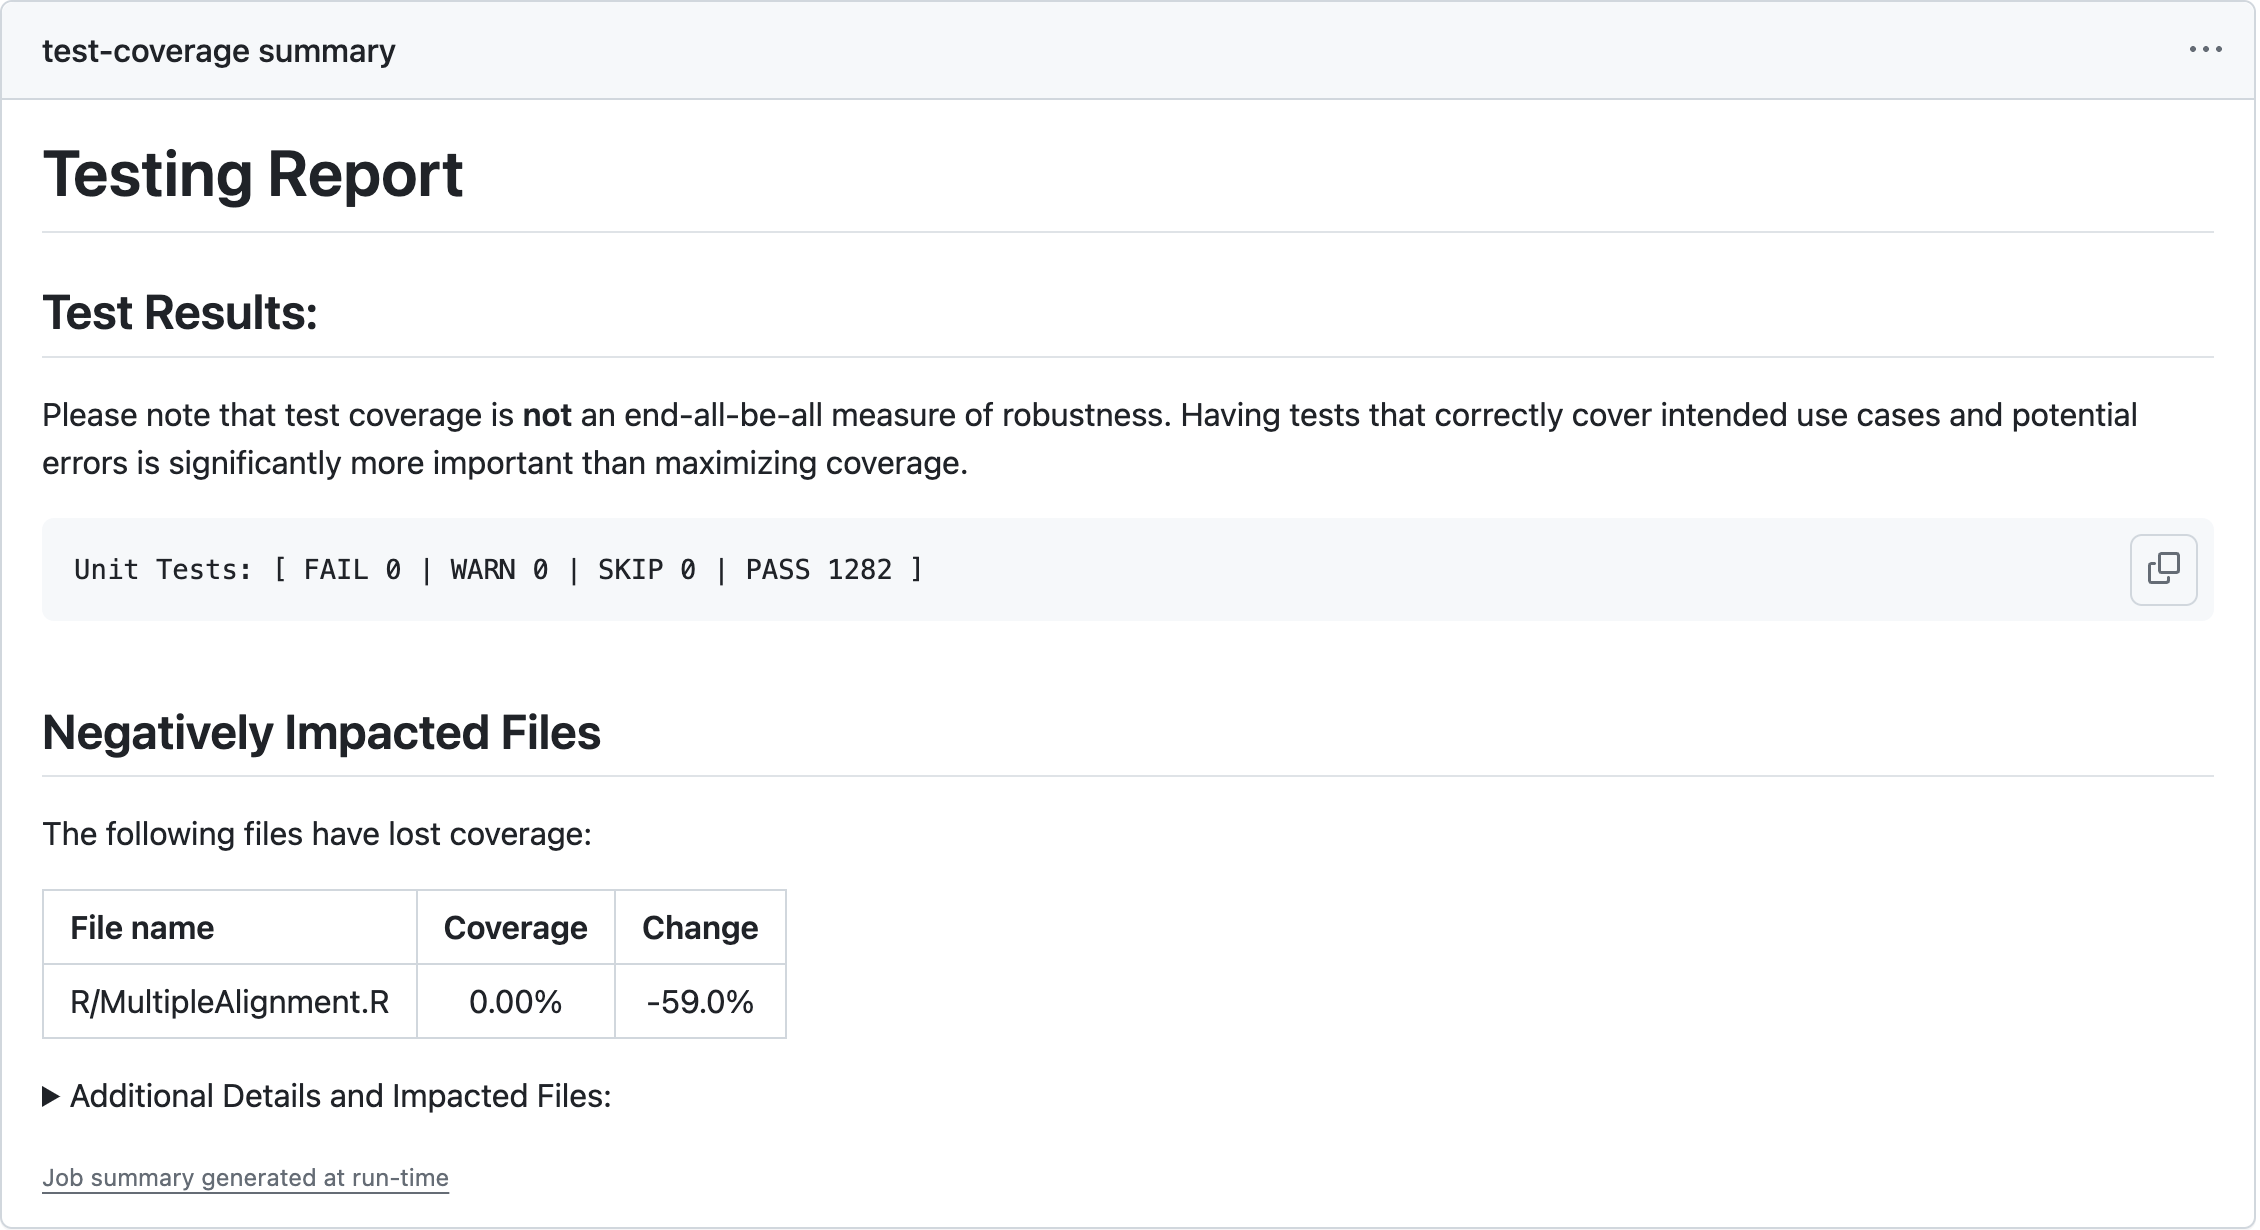 test-coverage summary
Testing Report
Test Results:
Please note that test coverage is not an end-all-be-all measure of robustness. Having tests that correctly cover intended use cases and potential
errors is significantly more important than maximizing coverage.
Unit Tests: [ FAIL 0 | WARN 0 | SKIP 0 | PASS 1282 ]
Negatively Impacted Files
The following files have lost coverage:
File name Coverage Change
R/MultipleAlignment.R 0.00% -59.0%
Additional Details and Impacted Files:
Job summary generated at run-time